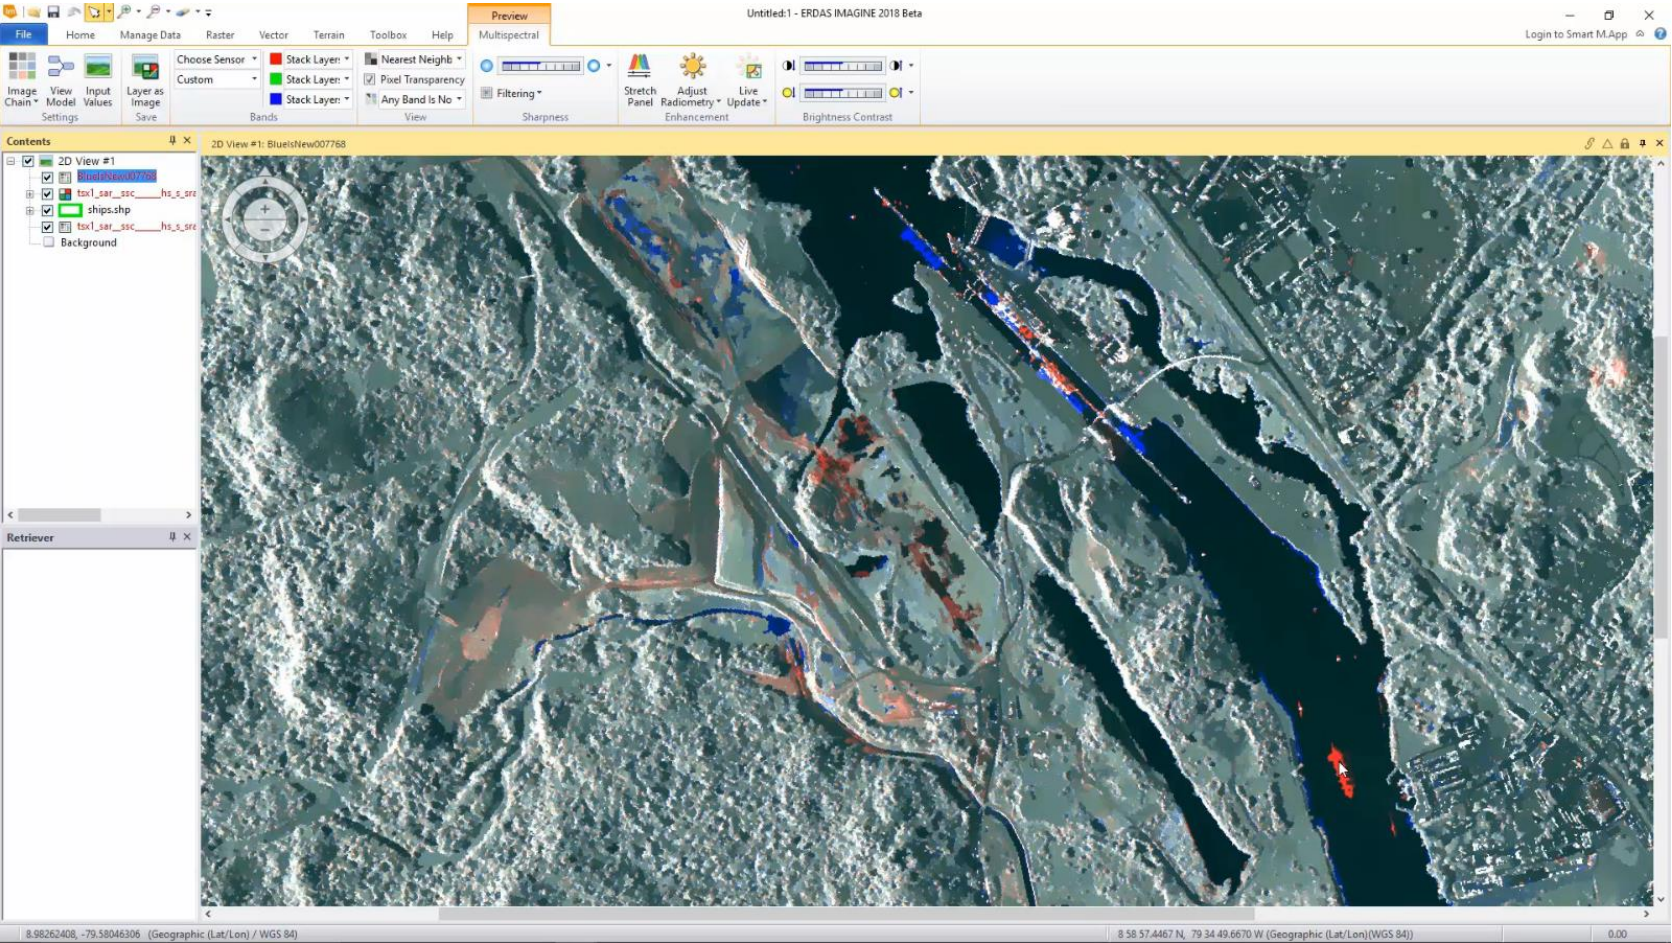 Untitled:1 - ERDAS IMAGINE 2018 Beta
Preview
File
Home
Manage Data
Raster
Vector
Terrain
Toolbox
Help
Multispectral
Login to Smart M.App
Image Chain
View Model
Input Values
Settings
Layer as Image
Save
Choose Sensor
Custom
Stack Layer:
Stack Layer:
Stack Layer:
Bands
Nearest Neighb
Pixel Transparency
Any Band Is No
View
Filtering
Sharpness
Stretch Panel
Adjust Radiometry
Live Update
Enhancement
Brightness Contrast
Contents
2D View #1
BlueIsNew007768
tsx1_sar__ssc_____hs_s_sra
ships.shp
tsx1_sar__ssc_____hs_s_sra
Background
Retriever
2D View #1: BlueIsNew007768
8.98262408, -79.58046306 (Geographic (Lat/Lon) / WGS 84)
8 58 57.4467 N, 79 34 49.6670 W (Geographic (Lat/Lon)(WGS 84))
0.00